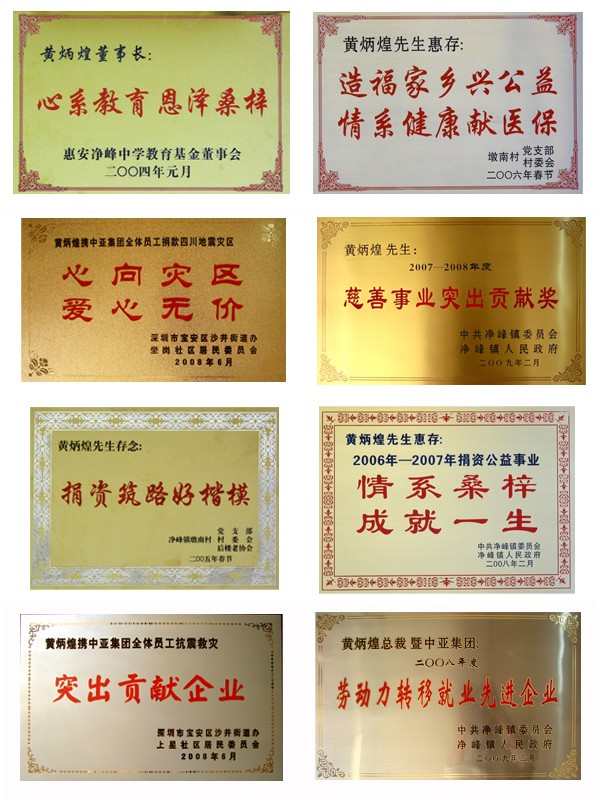 黄炳煌董事长:
心系教育恩泽桑梓
惠安净峰中学教育基金董事会
二〇〇四年元月
黄炳煌先生惠存:
造福家乡兴公益
情系健康献医保
墩南村 党支部
村委会
二〇〇六年春节
黄炳煌携中亚集团全体员工捐款四川地震灾区
心向灾区
爱心无价
深圳市宝安区沙井街道办
垦岗社区居民委员会
2008年6月
黄炳煌 先生:
2007—2008年度
慈善事业突出贡献奖
中共净峰镇委员会
净峰镇人民政府
二〇〇九年二月
黄炳煌先生存念:
捐资筑路好楷模
党支部
净峰镇墩南村 村委会
后楼老协会
二〇〇五年春节
黄炳煌先生惠存:
2006年—2007年捐资公益事业
情系桑梓
成就一生
中共净峰镇委员会
净峰镇人民政府
二〇〇八年二月
黄炳煌携中亚集团全体员工抗震救灾
突出贡献企业
深圳市宝安区沙井街道办
上星社区居民委员会
2008年6月
黄炳煌总裁暨中亚集团:
二〇〇八年度
劳动力转移就业先进企业
中共净峰镇委员会
净峰镇人民政府
二〇〇九年二月